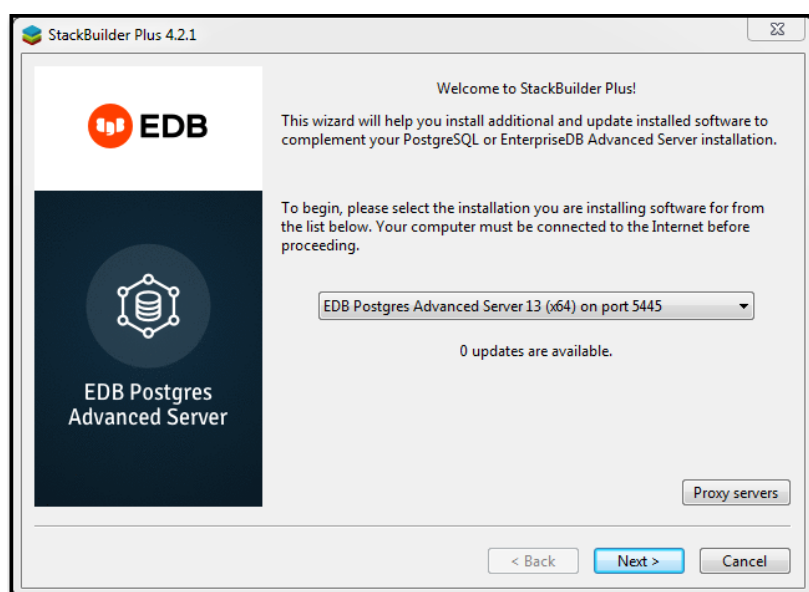 StackBuilder Plus 4.2.1
EDB
EDB Postgres
Advanced Server
Welcome to StackBuilder Plus!
This wizard will help you install additional and update installed software to
complement your PostgreSQL or EnterpriseDB Advanced Server installation.
To begin, please select the installation you are installing software for from
the list below. Your computer must be connected to the Internet before
proceeding.
EDB Postgres Advanced Server 13 (x64) on port 5445
0 updates are available.
Proxy servers
< Back Next > Cancel